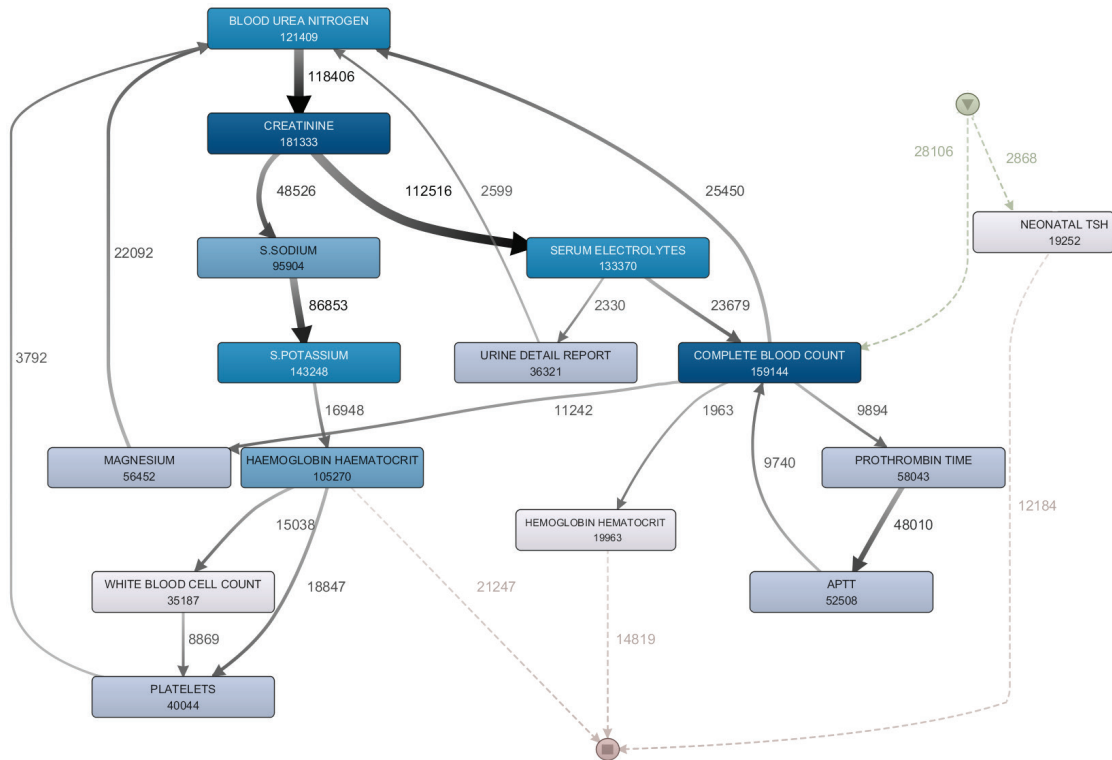 BLOOD UREA NITROGEN
121409
118406
CREATININE
181333
28106
2868
48526
112516
2599
25450
NEONATAL TSH
19252
22092
S.SODIUM
95904
SERUM ELECTROLYTES
133370
86853
2330
23679
3792
S.POTASSIUM
143248
URINE DETAIL REPORT
36321
COMPLETE BLOOD COUNT
159144
16948
11242
1963
9894
MAGNESIUM
56452
HAEMOGLOBIN HAEMATOCRIT
105270
9740
PROTHROMBIN TIME
58043
12184
15038
HEMOGLOBIN HEMATOCRIT
19963
48010
WHITE BLOOD CELL COUNT
35187
18847
21247
APTT
52508
8869
14819
PLATELETS
40044